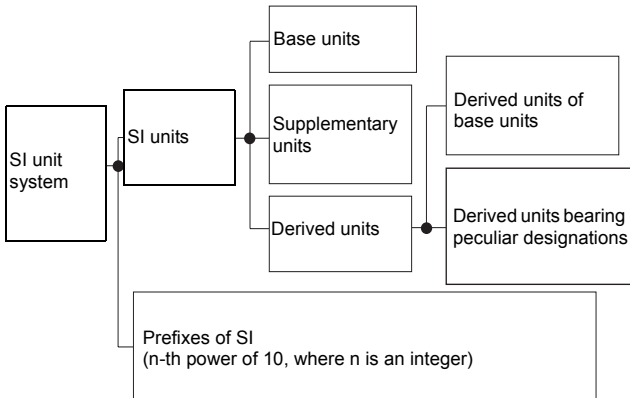 SI unit
system
SI units
Base units
Supplementary
units
Derived units
Derived units of
base units
Derived units bearing
peculiar designations
Prefixes of SI
(n-th power of 10, where n is an integer)